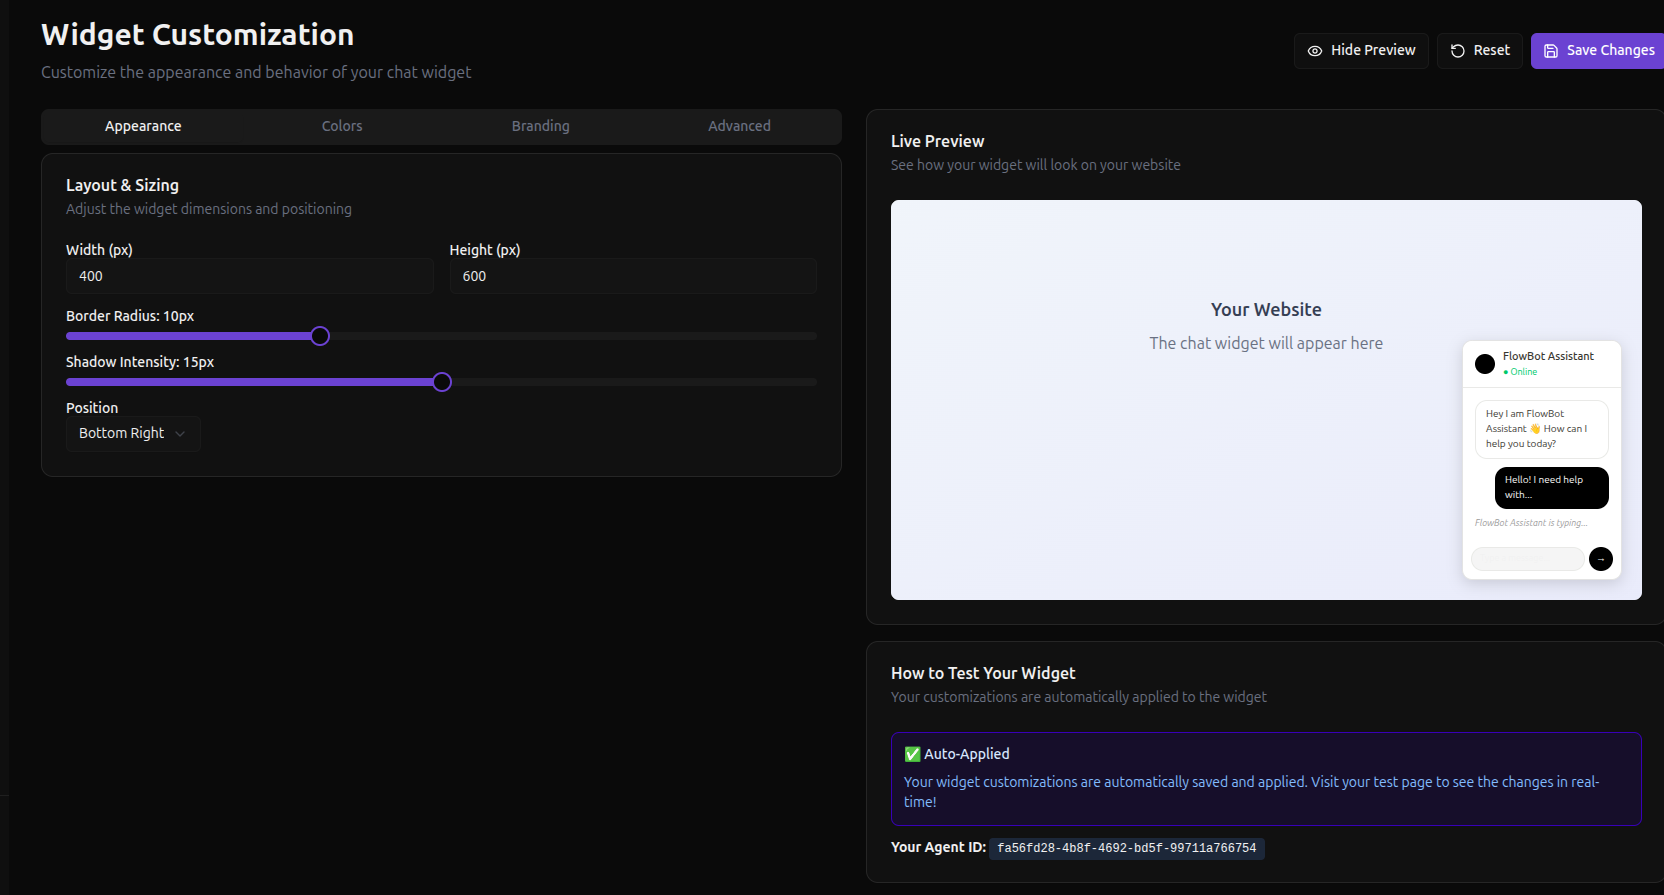 Widget Customization
Customize the appearance and behavior of your chat widget
Hide Preview
Reset
Save Changes
Appearance
Colors
Branding
Advanced
Layout & Sizing
Adjust the widget dimensions and positioning
Width (px)
Height (px)
400
600
Border Radius: 10px
Shadow Intensity: 15px
Position
Bottom Right
Live Preview
See how your widget will look on your website
Your Website
The chat widget will appear here
FlowBot Assistant
● Online
Hey I am FlowBot
Assistant 👋 How can I
help you today?
Hello! I need help
with...
FlowBot Assistant is typing...
→
How to Test Your Widget
Your customizations are automatically applied to the widget
✅ Auto-Applied
Your widget customizations are automatically saved and applied. Visit your test page to see the changes in real-
time!
Your Agent ID: fa56fd28-4b8f-4692-bd5f-99711a766754